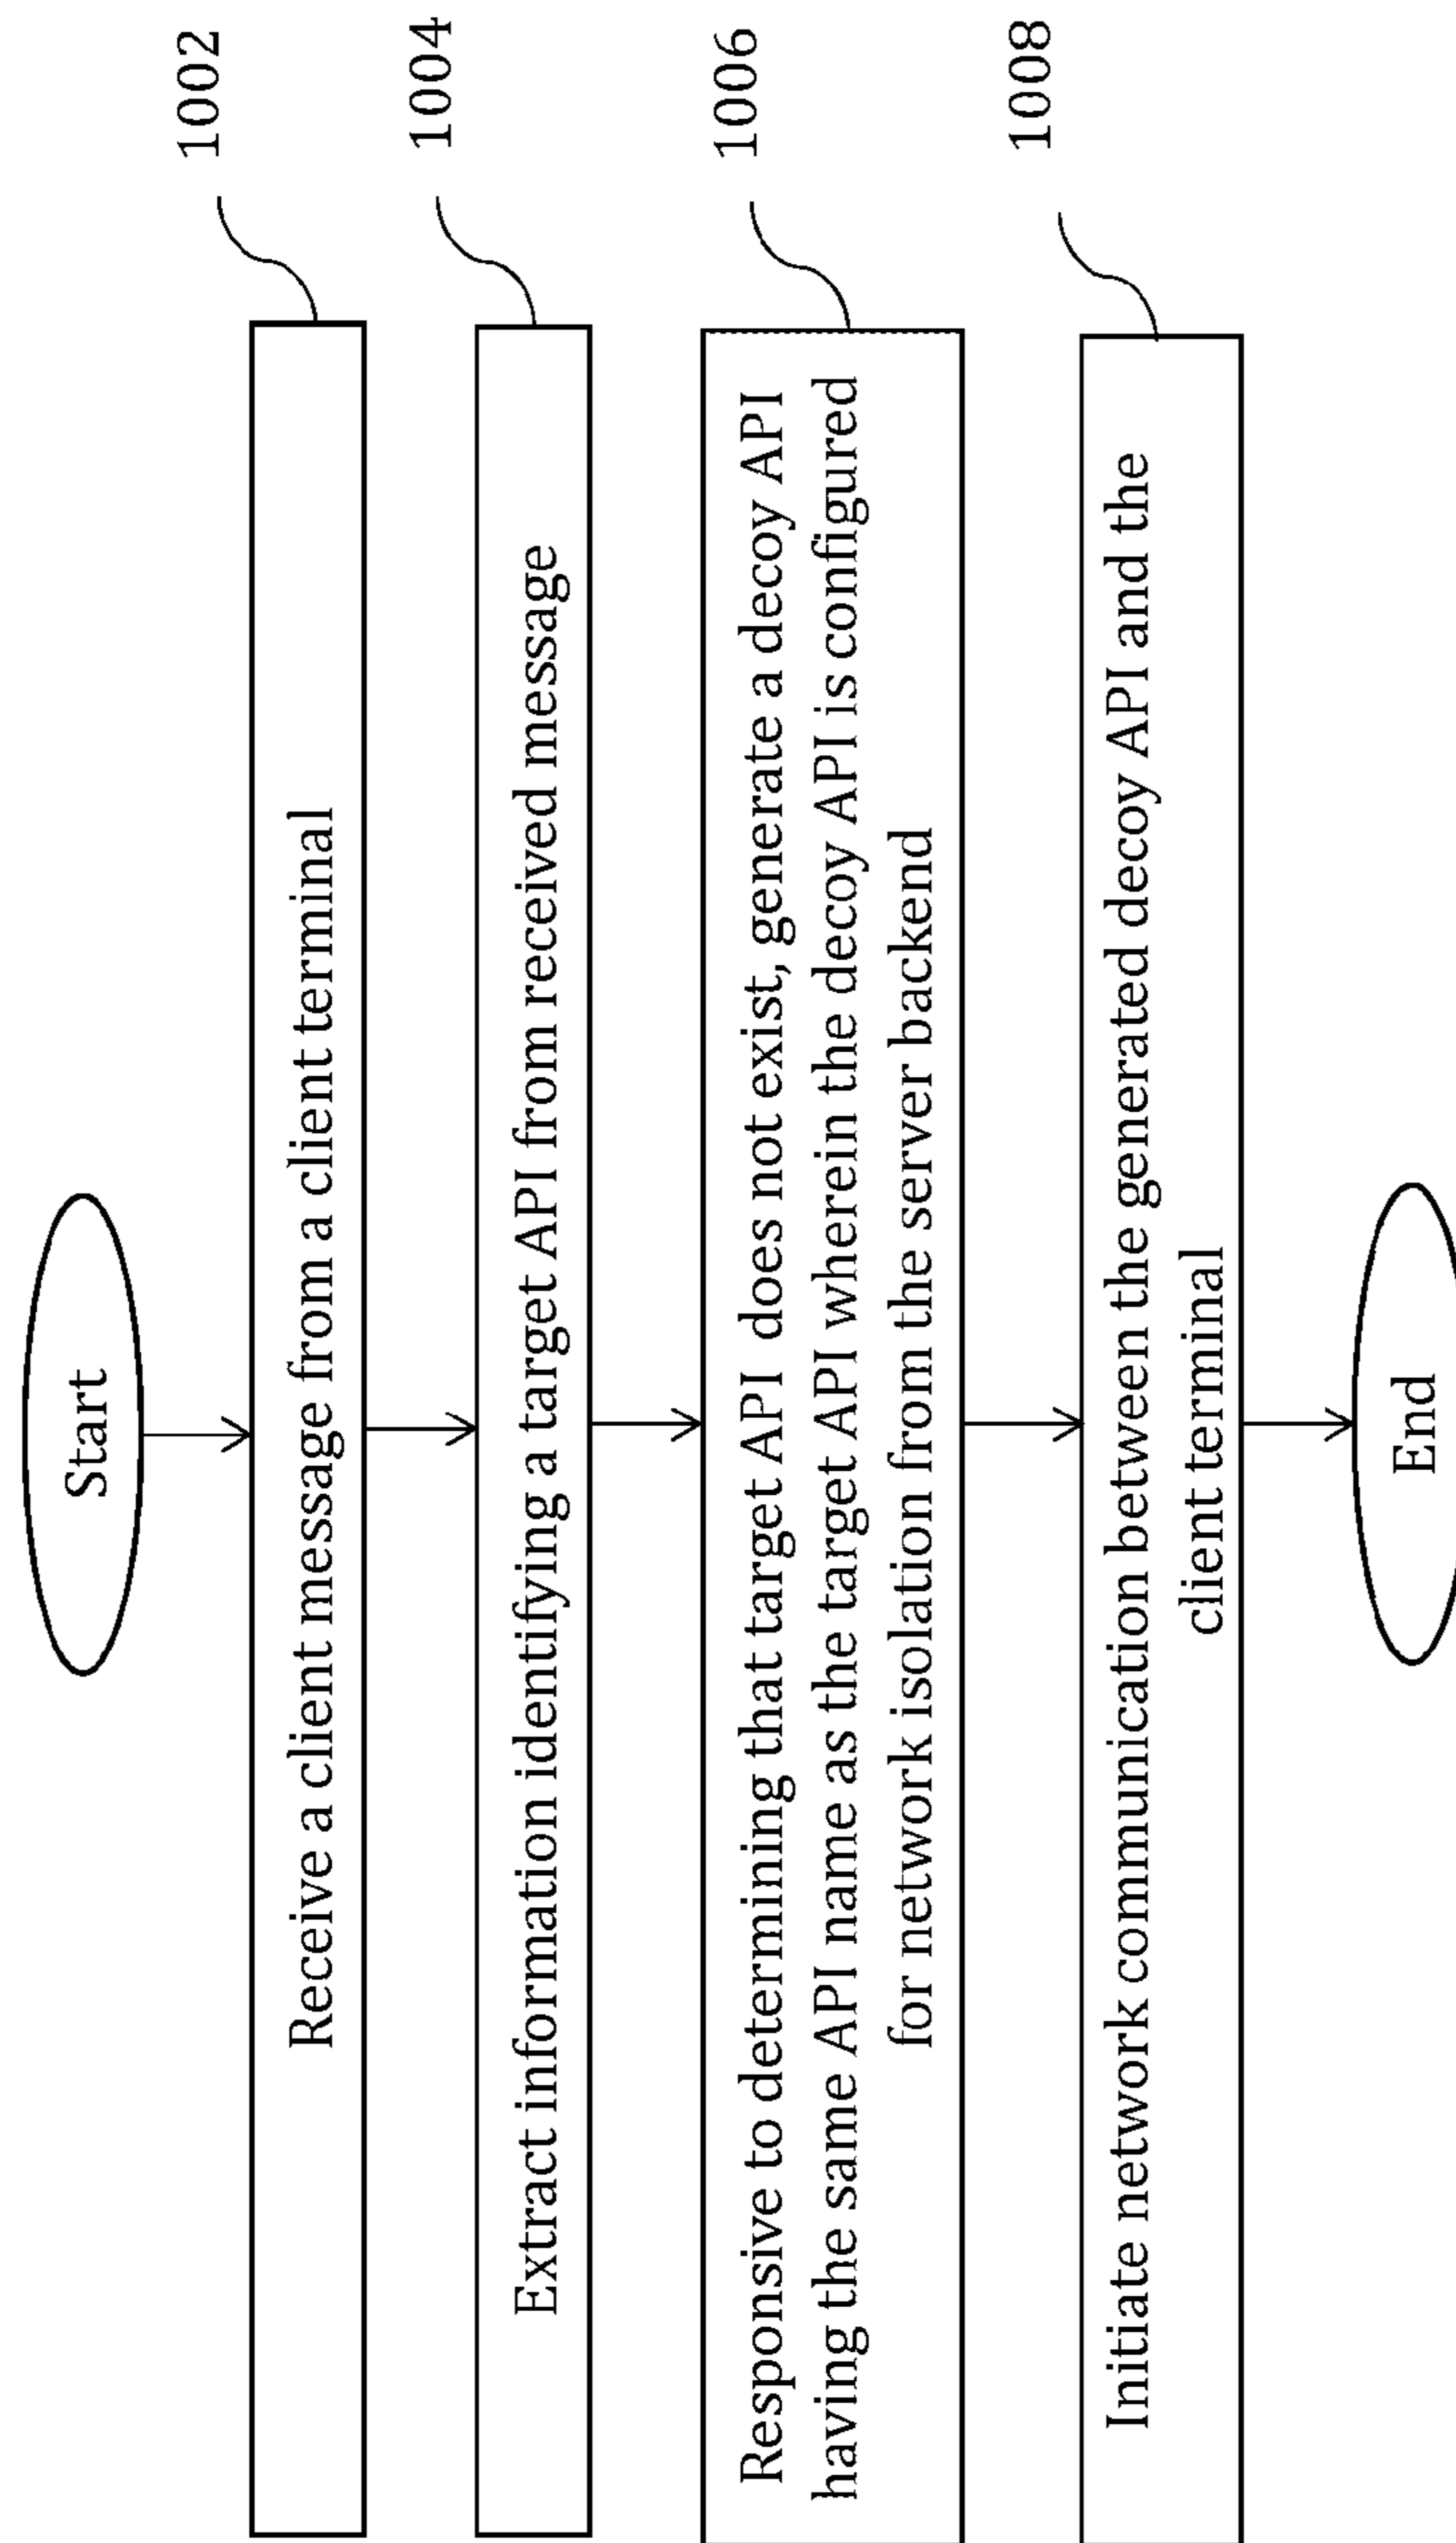 Start
Receive a client message from a client terminal
1002
Extract information identifying a target API from received message
1004
Responsive to determining that target API does not exist, generate a decoy API
having the same API name as the target API wherein the decoy API is configured
for network isolation from the server backend
1006
Initiate network communication between the generated decoy API and the
client terminal
1008
End